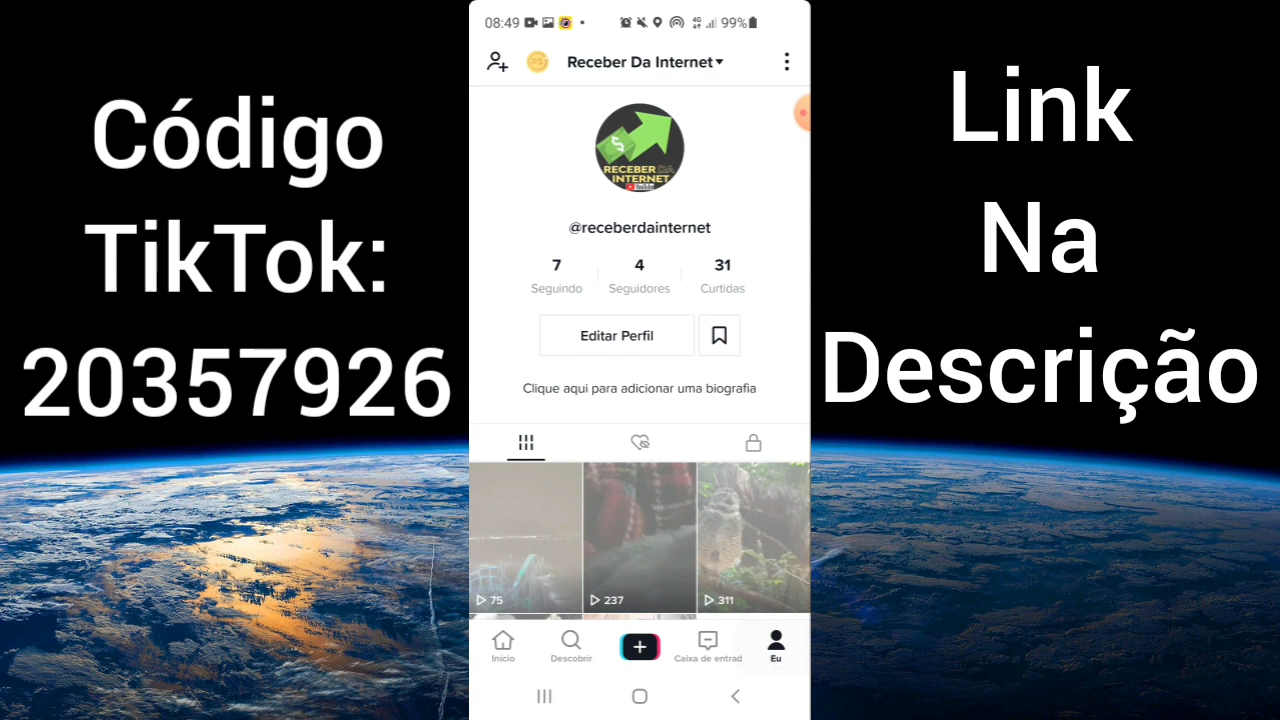 Código
TikTok:
20357926
08:49
4G
99%
R$
Receber Da Internet
$
RECEBER DA
INTERNET
YouTube
@receberdainternet
7
4
31
Seguindo
Seguidores
Curtidas
Editar Perfil
Clique aqui para adicionar uma biografia
75
237
311
Início
Descobrir
Caixa de entrad
Eu
Link
Na
Descrição